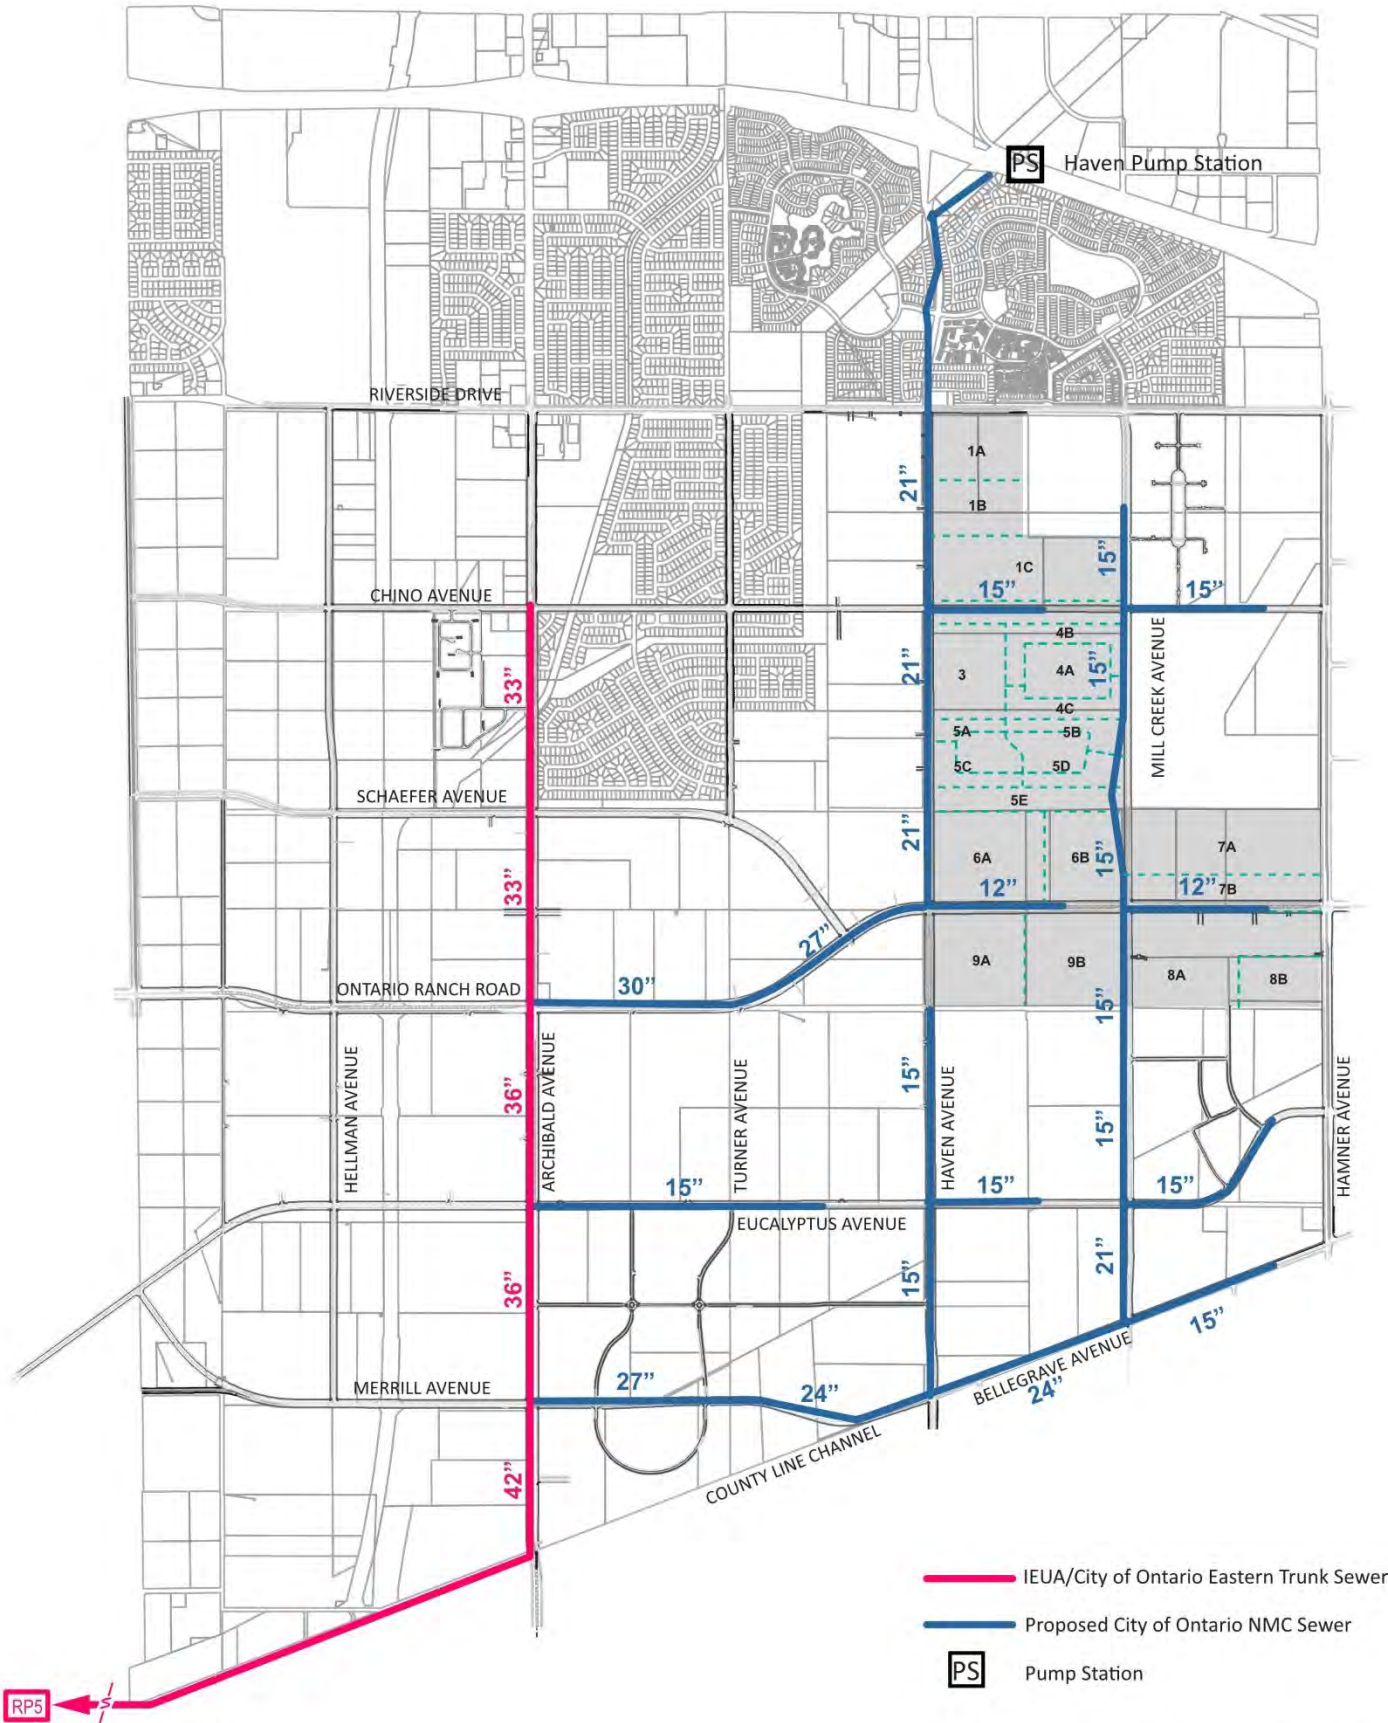 PS Haven Pump Station
RIVERSIDE DRIVE
1A
21”
1B
15”
1C
CHINO AVENUE
15”
15”
4B
33”
21”
3
4A
15”
MILL CREEK AVENUE
4C
5A
5B
5C
5D
SCHAEFER AVENUE
5E
21”
6A
6B
15”
7A
33”
12”
12”
7B
27”
9A
9B
8A
8B
ONTARIO RANCH ROAD
30”
15”
HELLMAN AVENUE
36”
ARCHIBALD AVENUE
TURNER AVENUE
15”
HAVEN AVENUE
15”
HAMNER AVENUE
15”
15”
15”
EUCALYPTUS AVENUE
36”
15”
21”
15”
MERRILL AVENUE
27”
24”
BELLEGRAVE AVENUE
24”
42”
COUNTY LINE CHANNEL
IEUA/City of Ontario Eastern Trunk Sewer
Proposed City of Ontario NMC Sewer
PS Pump Station
RP5